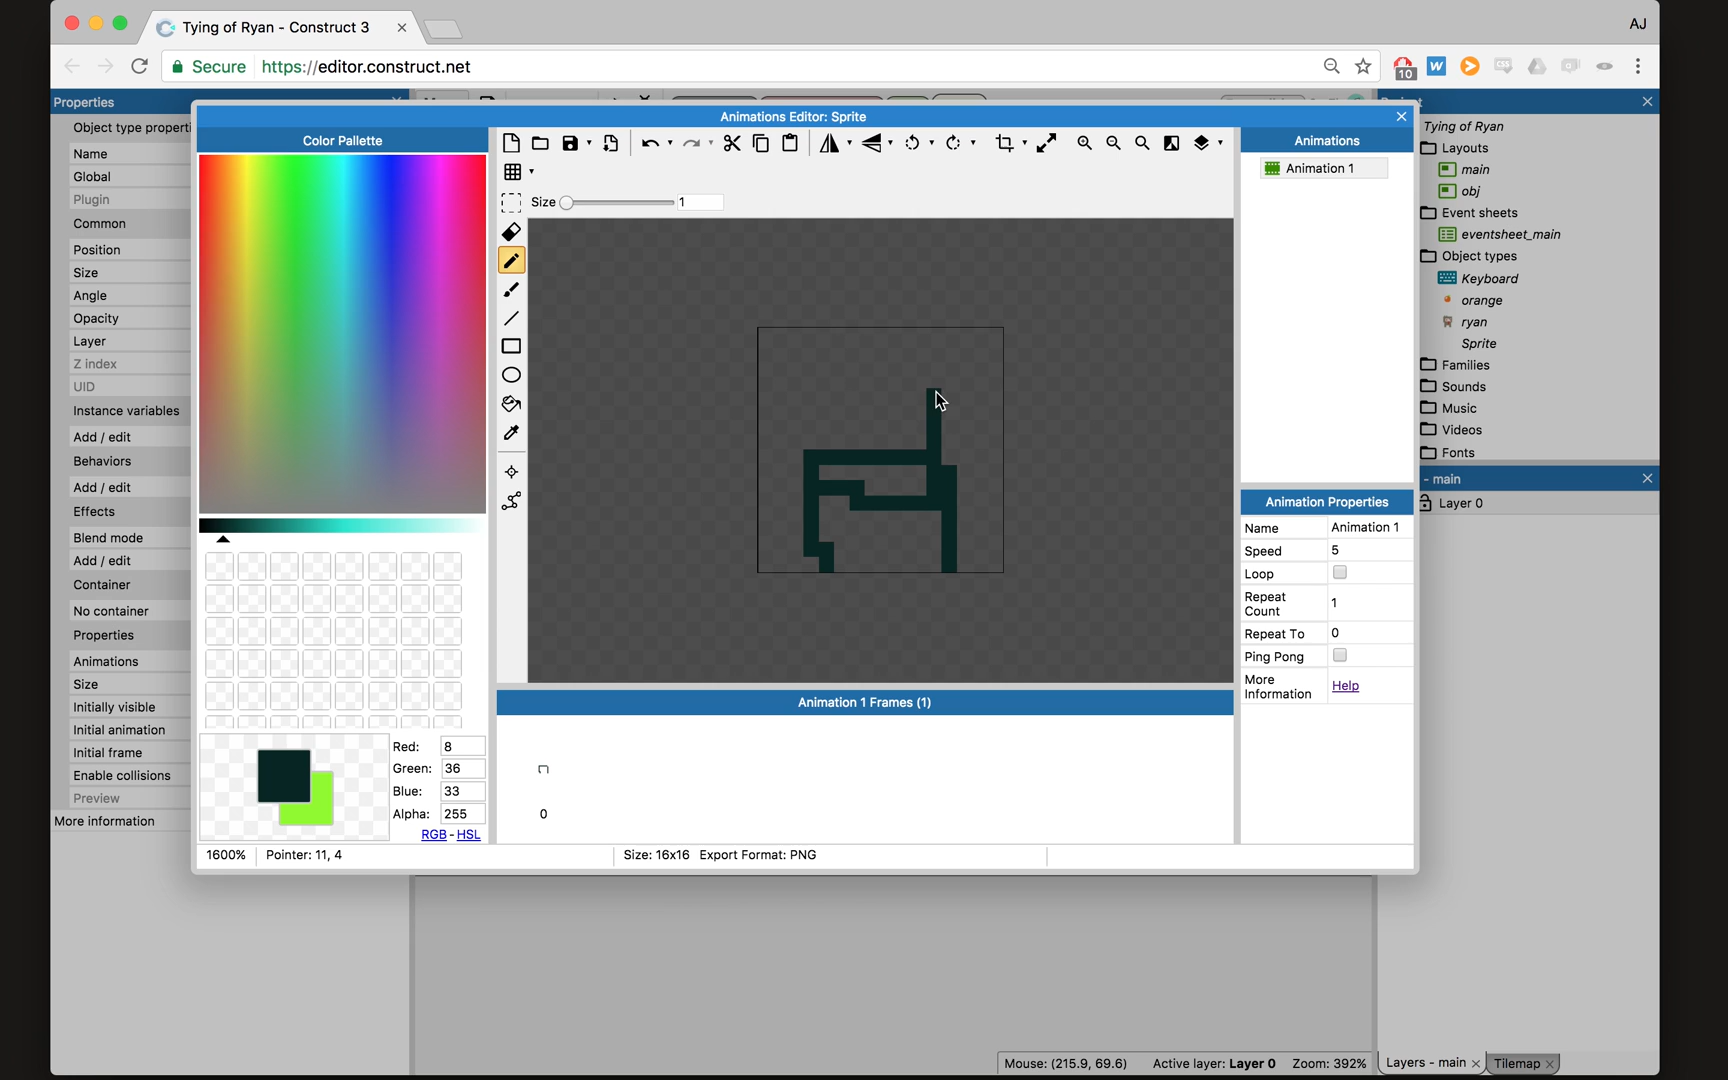 Tying of Ryan - Construct 3
AJ
Secure https://editor.construct.net
10
Properties
Object type properti
Name
Global
Plugin
Common
Position
Size
Angle
Opacity
Layer
Z index
UID
Instance variables
Add / edit
Behaviors
Add / edit
Effects
Blend mode
Add / edit
Container
No container
Properties
Animations
Size
Initially visible
Initial animation
Initial frame
Enable collisions
Preview
More information
Animations Editor: Sprite
Color Pallette
Size 1
Red: 8
Green: 36
Blue: 33
Alpha: 255
RGB - HSL
Animation 1 Frames (1)
0
1600% Pointer: 11, 4 Size: 16x16 Export Format: PNG
Animations
Animation 1
Animation Properties
Name Animation 1
Speed 5
Loop
Repeat Count 1
Repeat To 0
Ping Pong
More Information Help
Tying of Ryan
Layouts
main
obj
Event sheets
eventsheet_main
Object types
Keyboard
orange
ryan
Sprite
Families
Sounds
Music
Videos
Fonts
- main
Layer 0
Mouse: (215.9, 69.6) Active layer: Layer 0 Zoom: 392%
Layers - main Tilemap